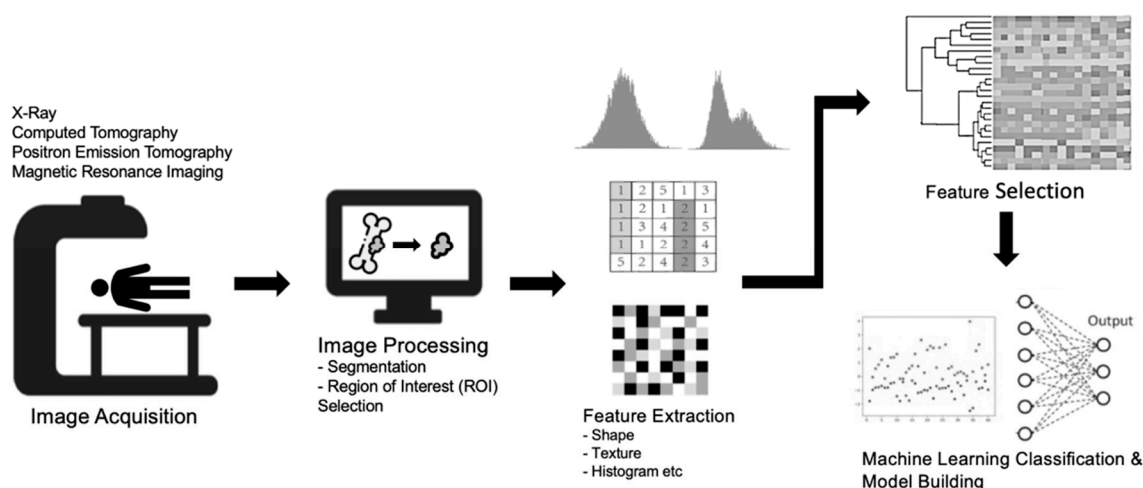 X-Ray
Computed Tomography
Positron Emission Tomography
Magnetic Resonance Imaging
Image Acquisition
Image Processing
- Segmentation
- Region of Interest (ROI)
Selection
1 2 5 1 3
1 2 1 2 1
1 3 4 2 5
1 1 2 2 4
5 2 4 2 3
Feature Extraction
- Shape
- Texture
- Histogram etc
Feature Selection
Output
Machine Learning Classification &
Model Building